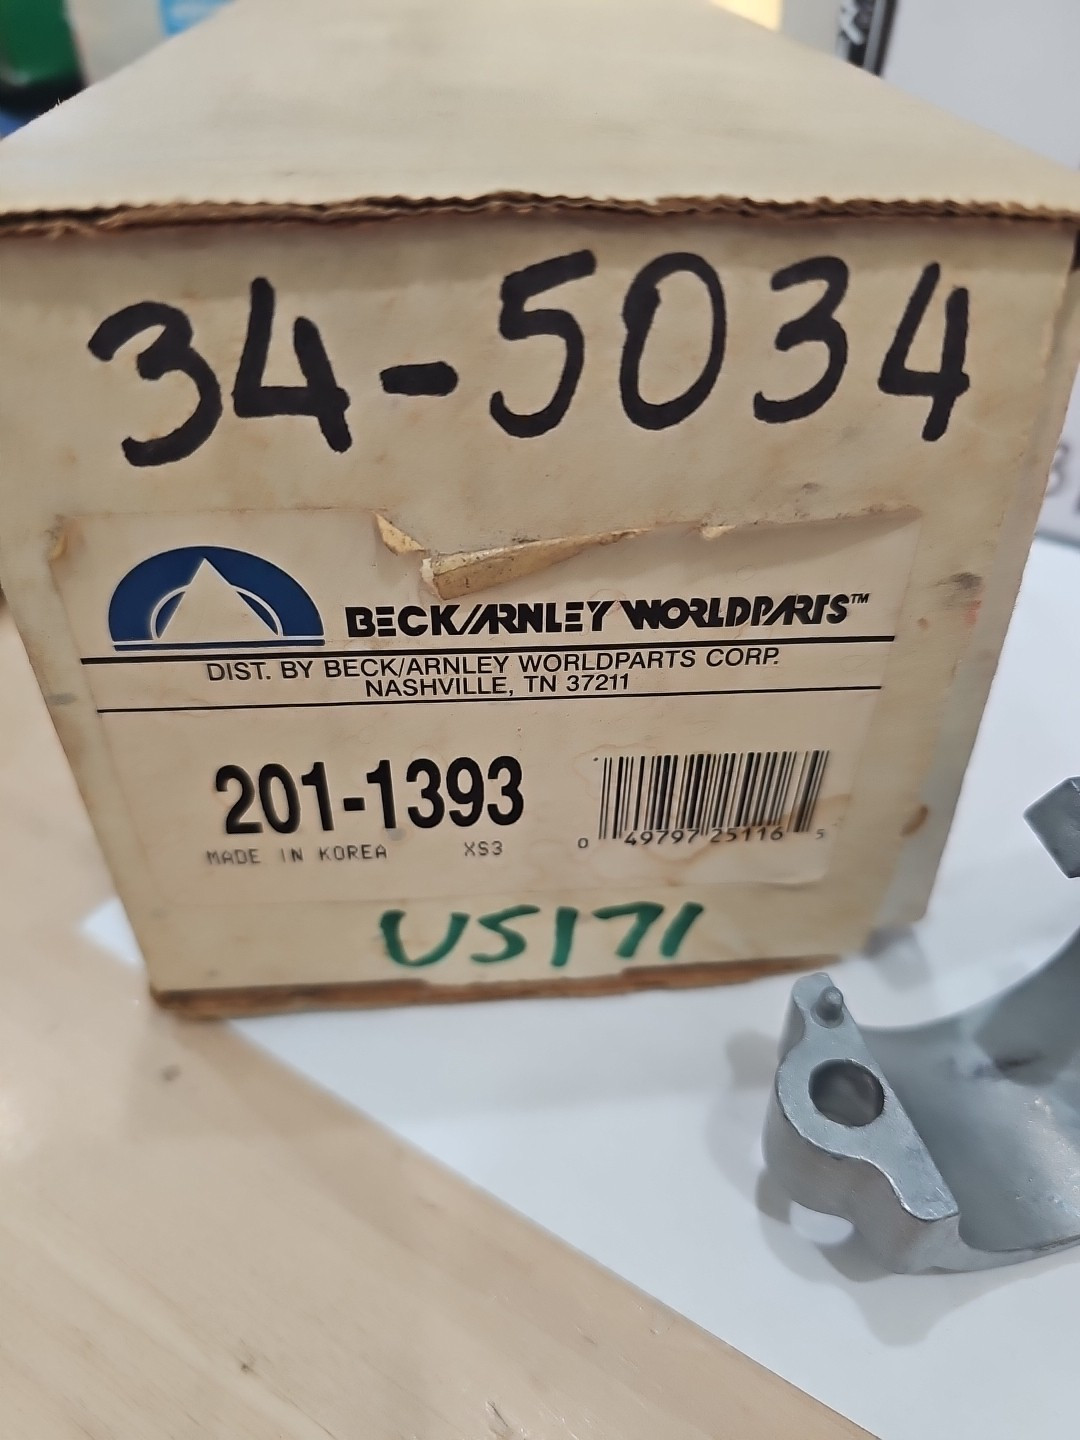 34-5034
BECK/ARNLEY WORLDPARTS™
DIST. BY BECK/ARNLEY WORLDPARTS CORP.
NASHVILLE, TN 37211
201-1393
MADE IN KOREA XS3
0 49797 25116 5
US171